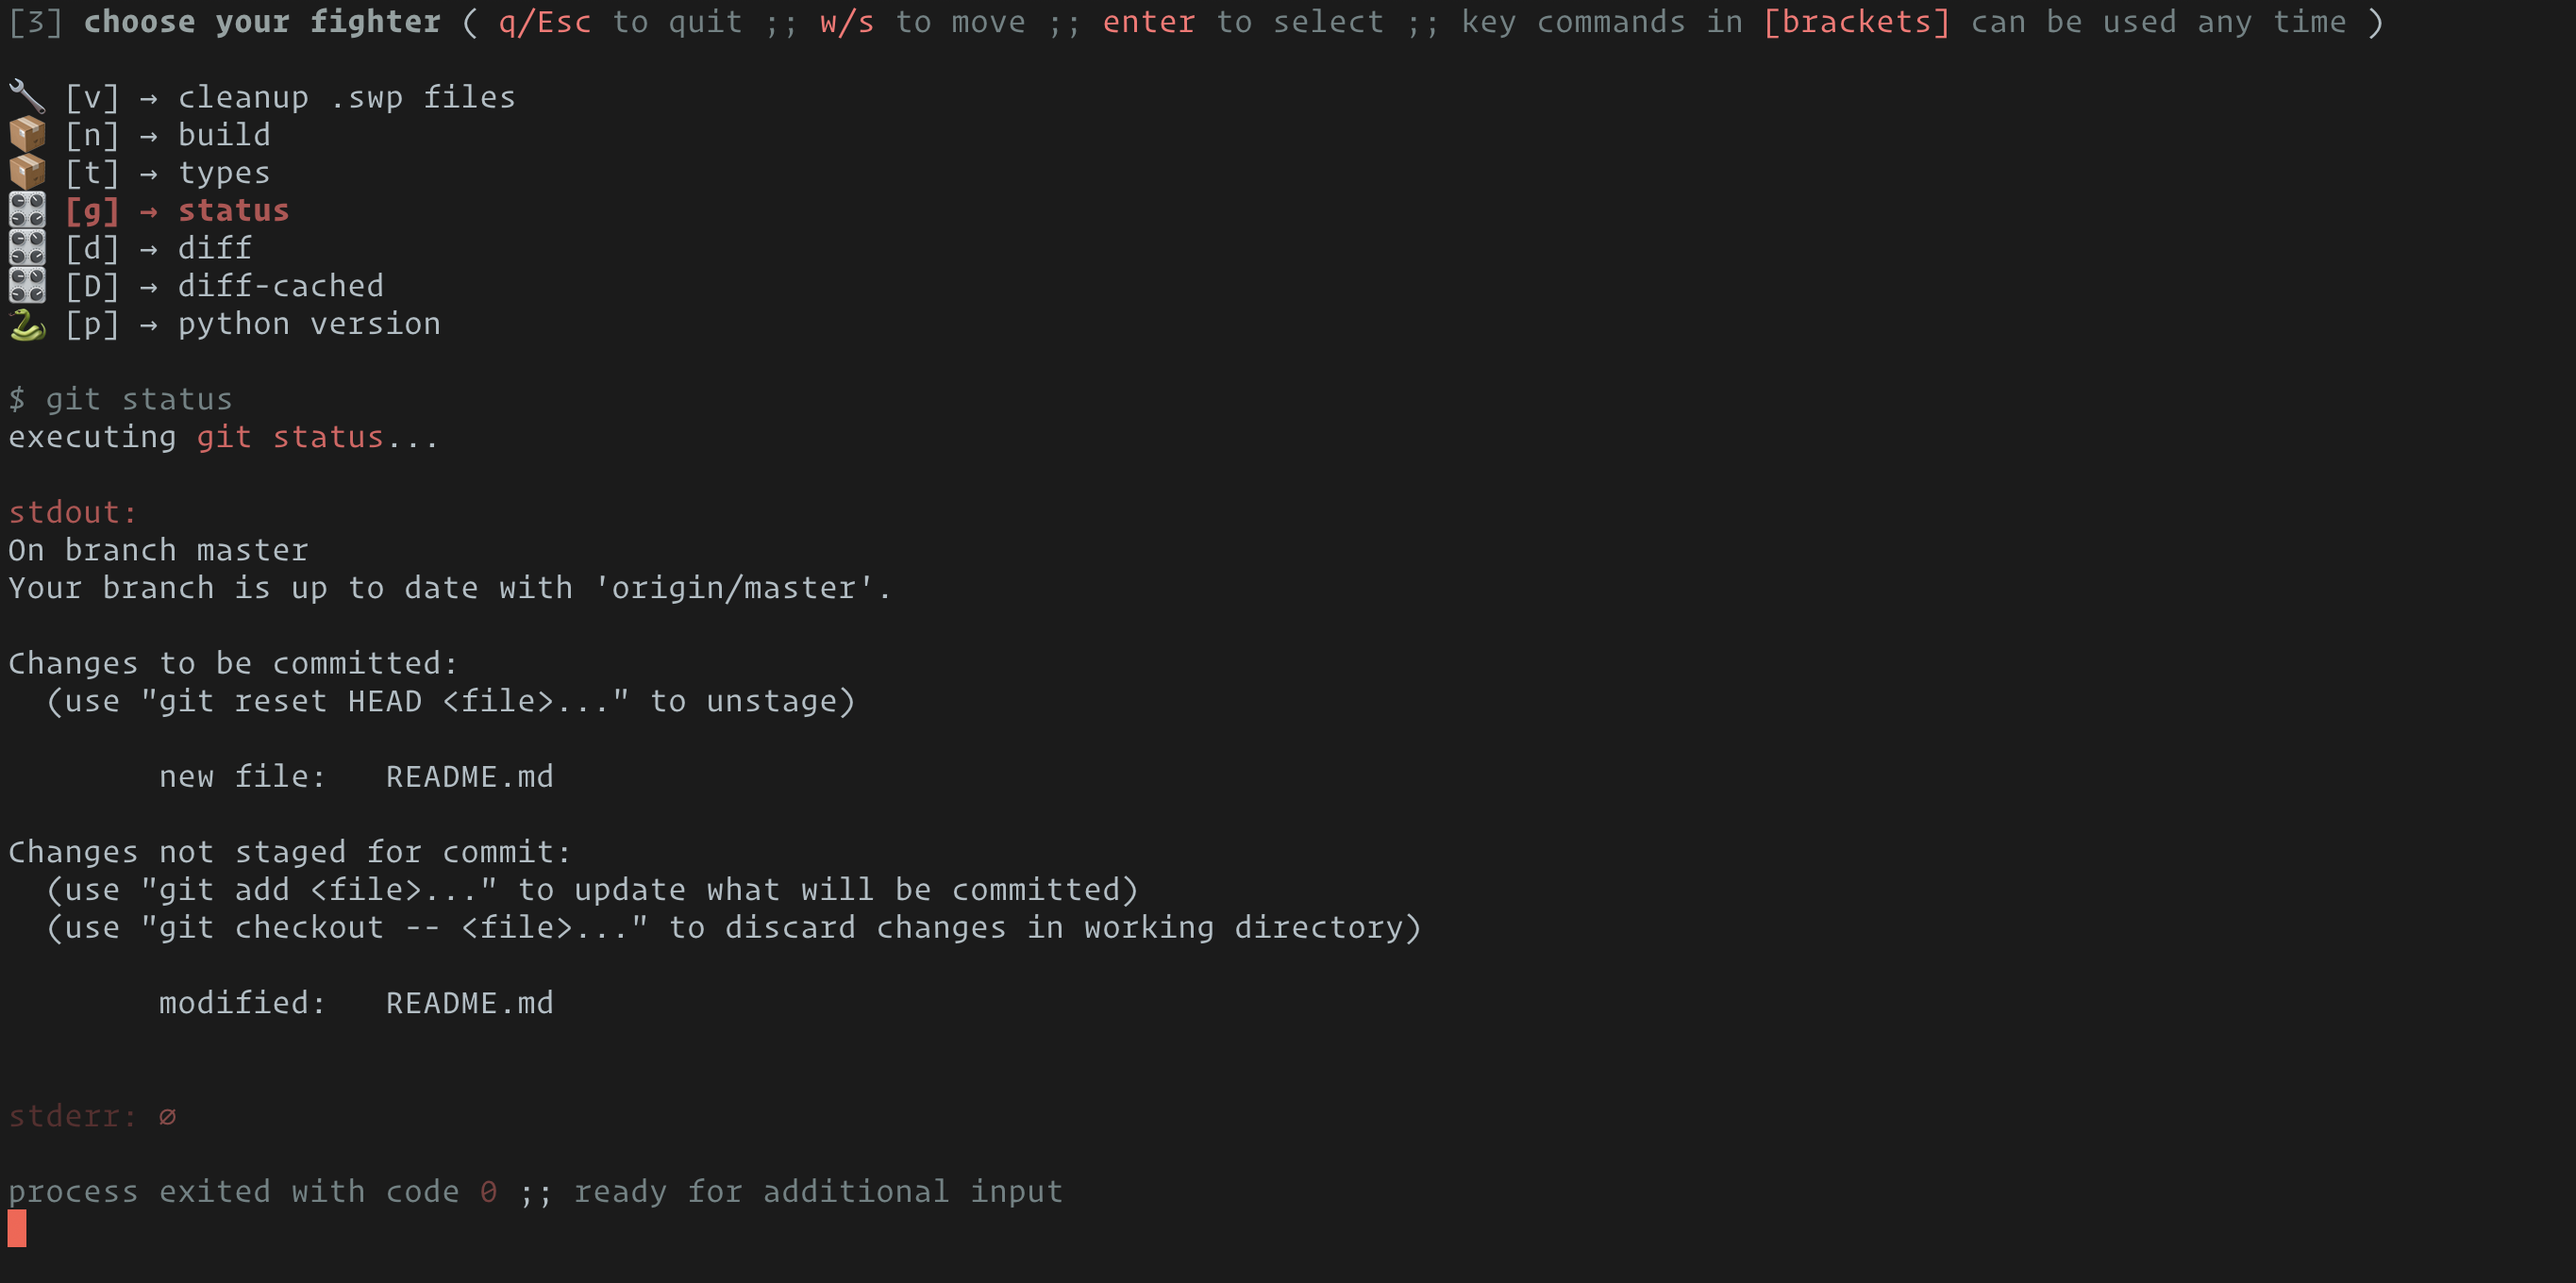 [3] choose your fighter ( q/Esc to quit ;; w/s to move ;; enter to select ;; key commands in [brackets] can be used any time )
[v] → cleanup .swp files
[n] → build
[t] → types
[g] → status
[d] → diff
[D] → diff-cached
[p] → python version
$ git status
executing git status...
stdout:
On branch master
Your branch is up to date with 'origin/master'.
Changes to be committed:
(use "git reset HEAD <file>..." to unstage)
new file:   README.md
Changes not staged for commit:
(use "git add <file>..." to update what will be committed)
(use "git checkout -- <file>..." to discard changes in working directory)
modified:   README.md
stderr: ∅
process exited with code 0 ;; ready for additional input